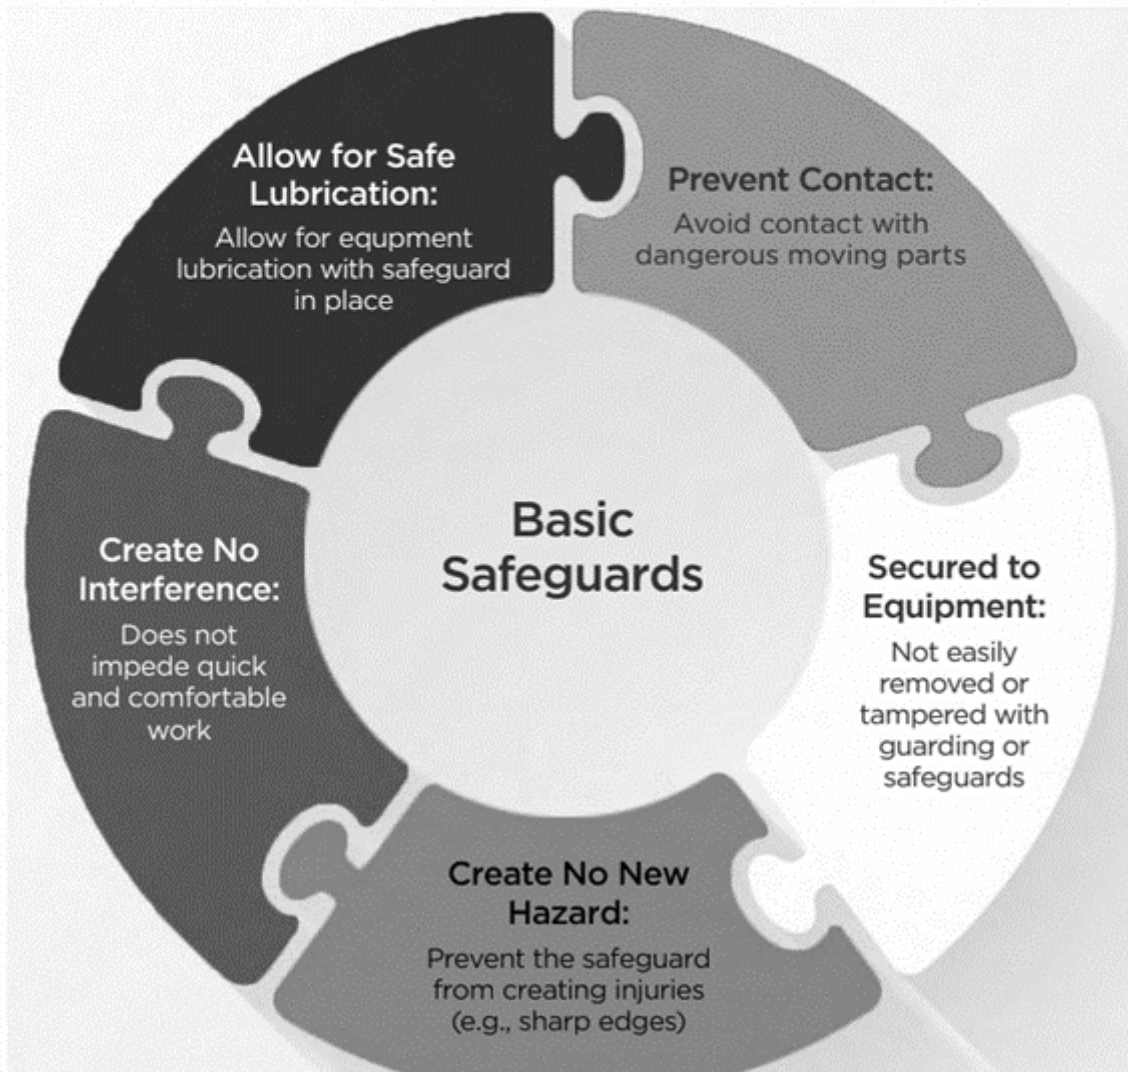 Basic
Safeguards
Prevent Contact:
Avoid contact with
dangerous moving parts
Secured to
Equipment:
Not easily
removed or
tampered with
guarding or
safeguards
Create No New
Hazard:
Prevent the safeguard
from creating injuries
(e.g., sharp edges)
Create No
Interference:
Does not
impede quick
and comfortable
work
Allow for Safe
Lubrication:
Allow for equpment
lubrication with safeguard
in place